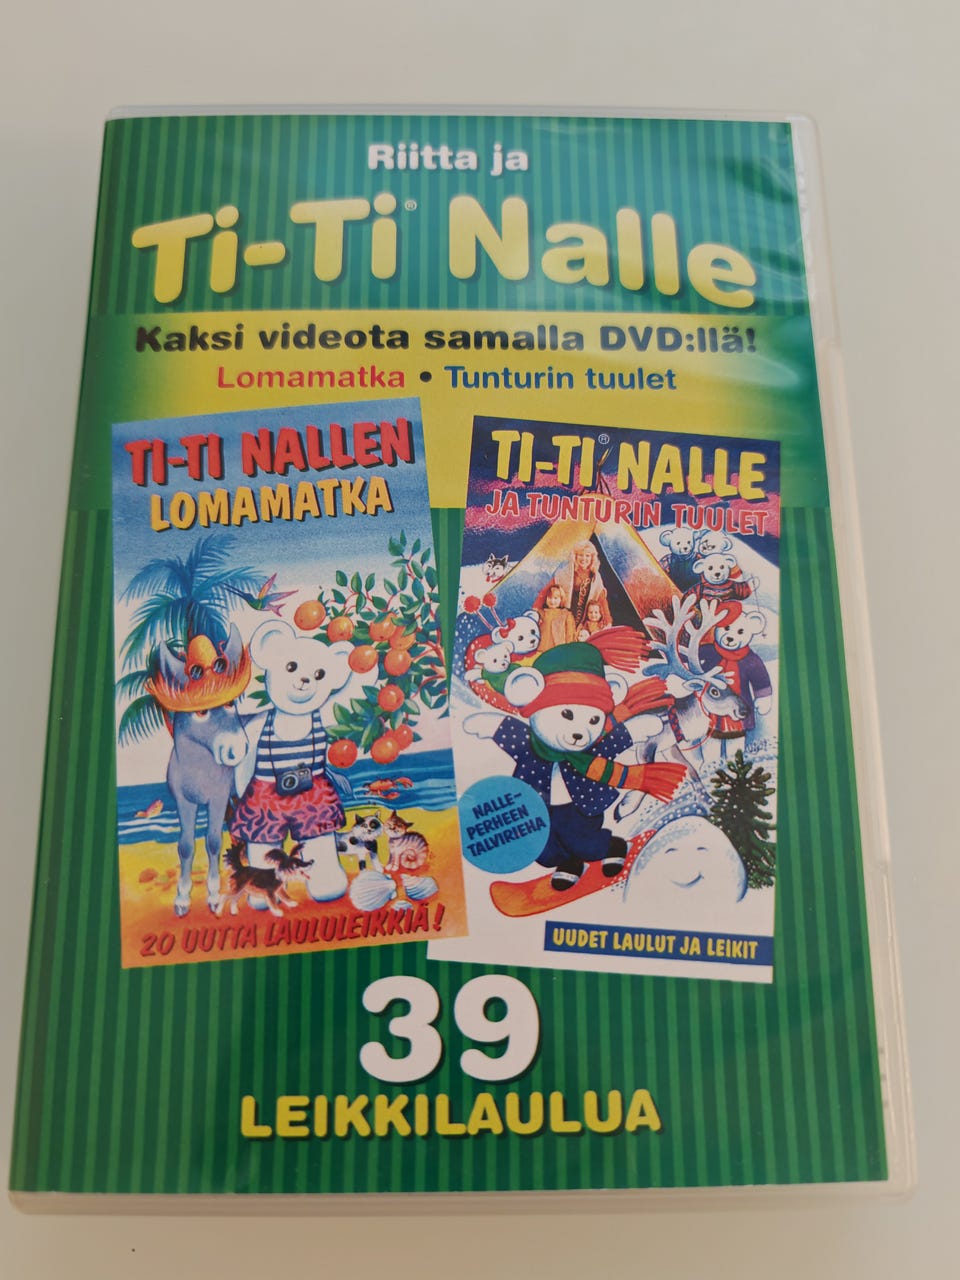 Riitta ja
Ti-Ti® Nalle
Kaksi videota samalla DVD:llä!
Lomamatka • Tunturin tuulet
TI-TI NALLEN
LOMAMATKA
20 UUTTA LAULULEIKKIÄ!
TI-TI® NALLE
JA TUNTURIN TUULET
NALLE-
PERHEEN
TALVIRIEHA
UUDET LAULUT JA LEIKIT
39
LEIKKILAULUA